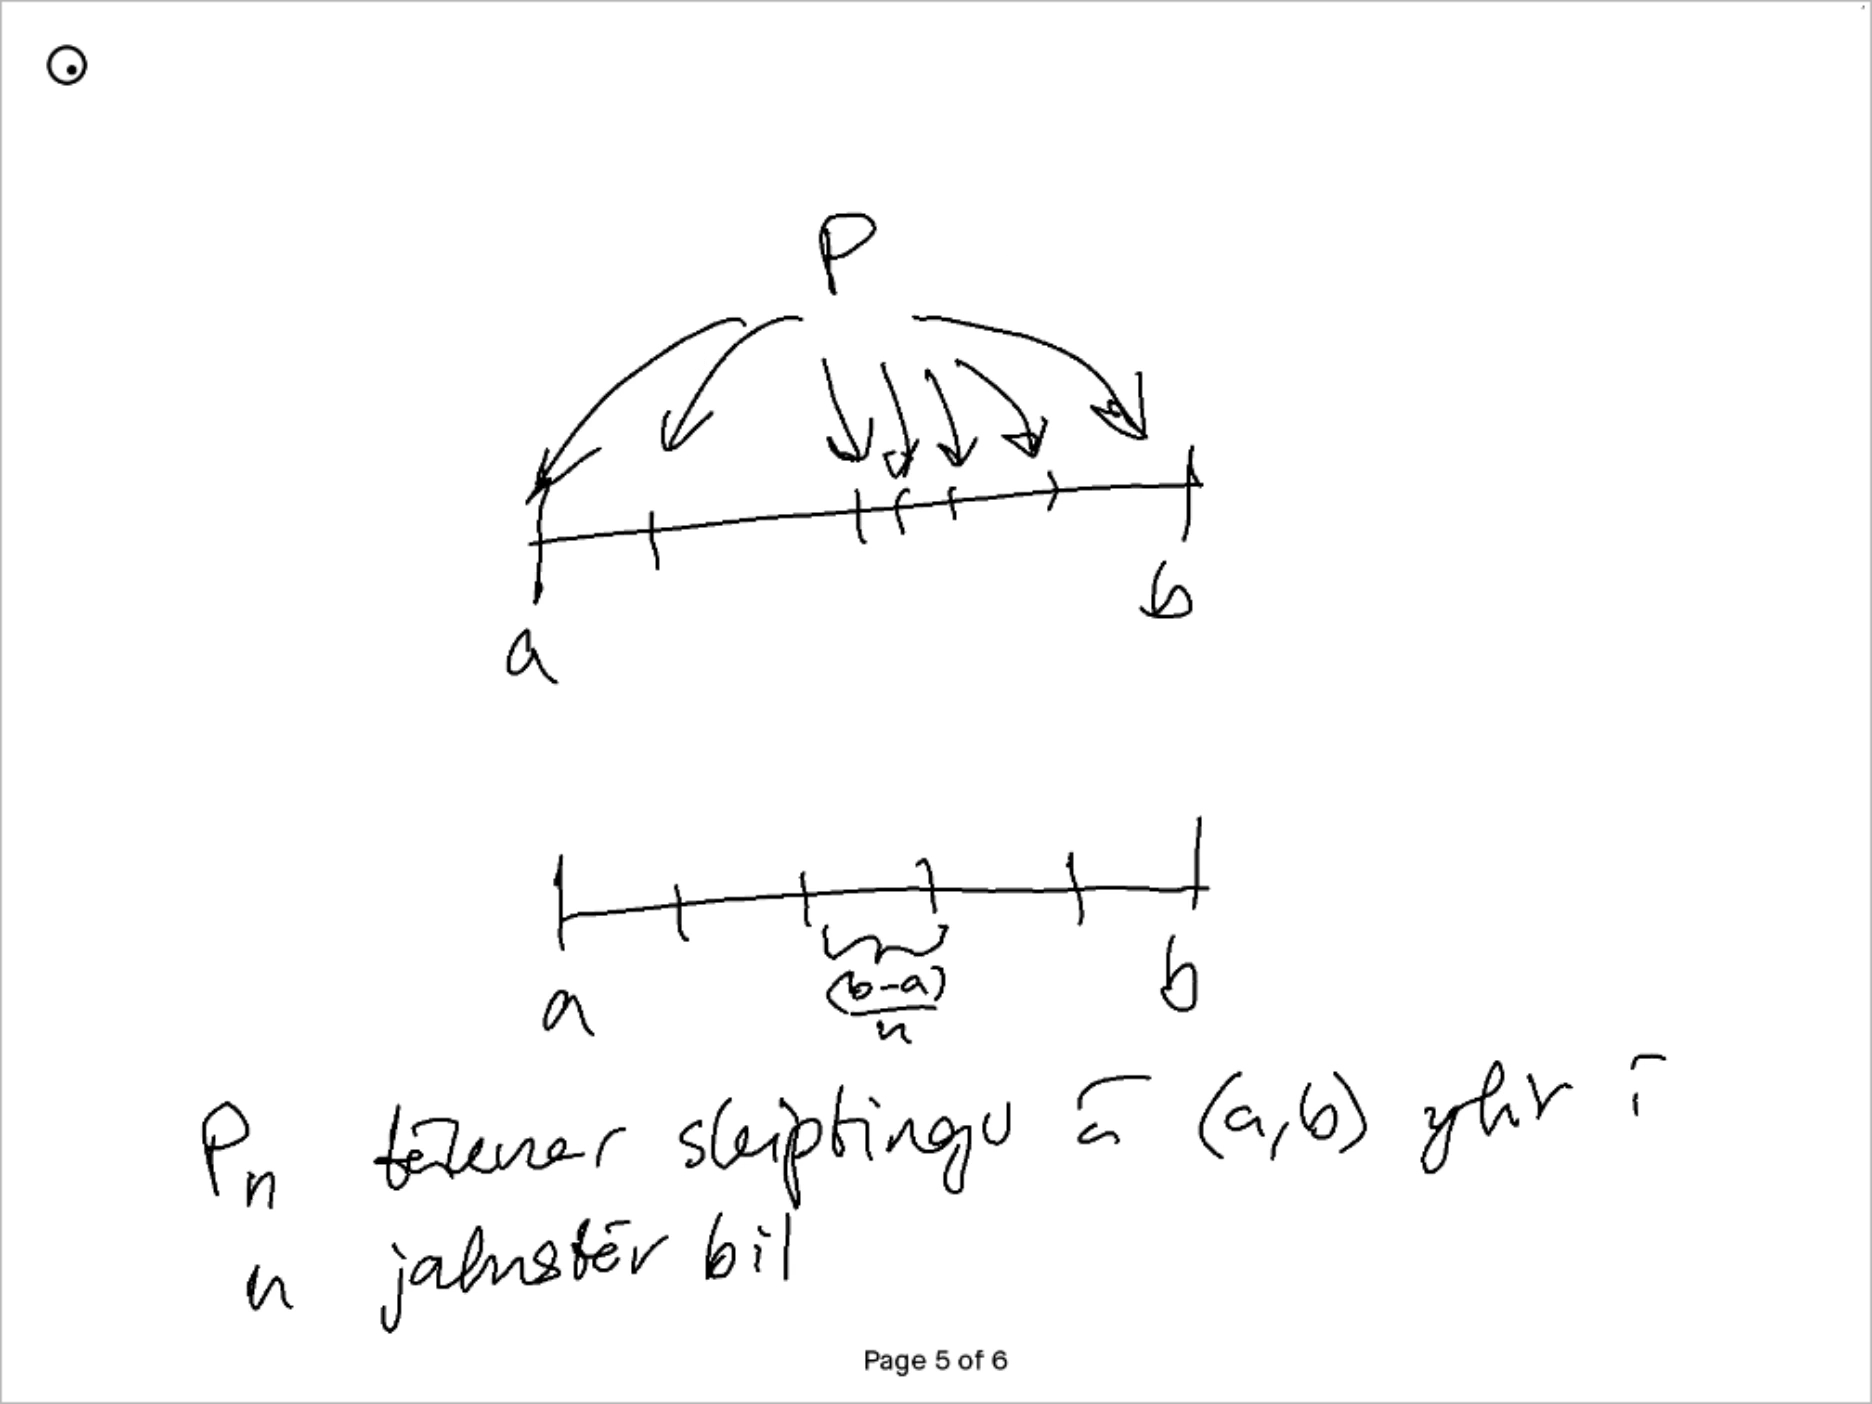 P
a
b
a
b
(b-a)
n
Pn táknar skiptingu á (a,b) yfir í
n jafnstór bil
Page 5 of 6